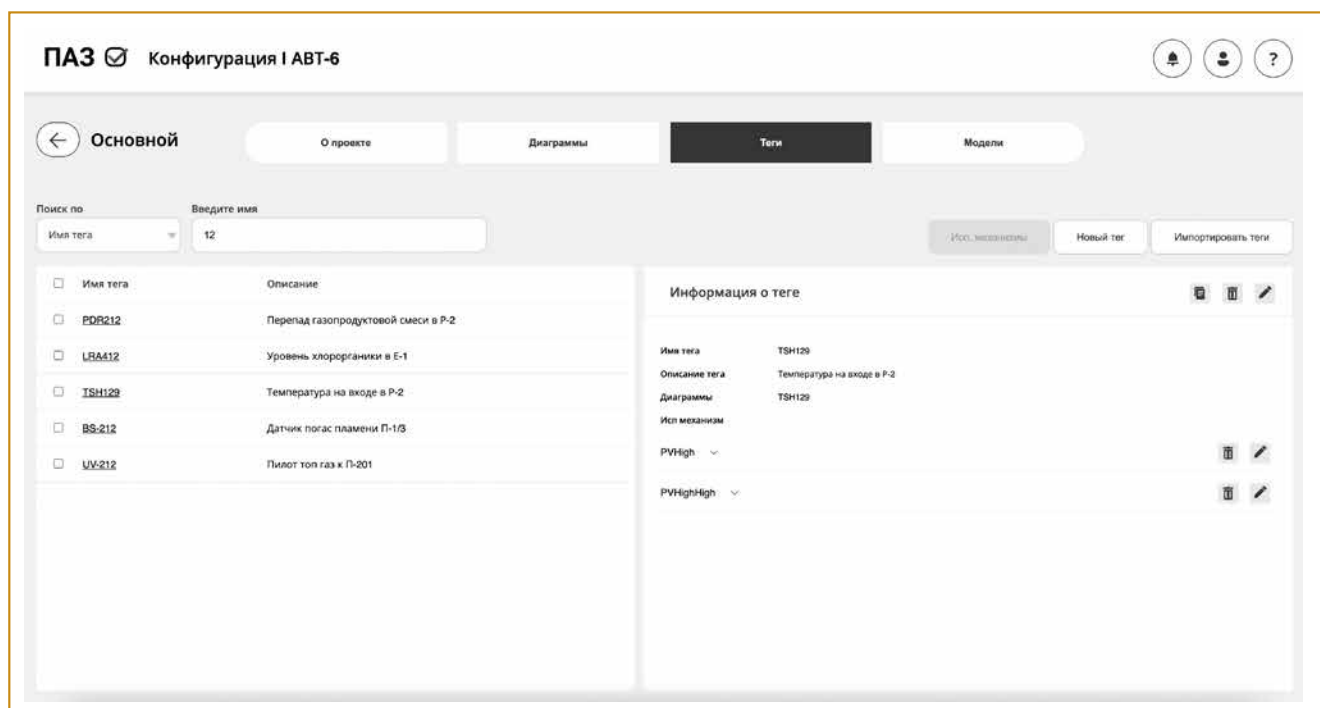 ПАЗ Конфигурация I АВТ-6
?
Основной
О проекте
Диаграммы
Теги
Модели
Поиск по
Введите имя
Имя тега
12
Исп. механизмы
Новый тег
Импортировать теги
Имя тега Описание
PDR212 Перепад газопродуктовой смеси в Р-2
LRA412 Уровень хлорорганики в Е-1
TSH129 Температура на входе в Р-2
BS-212 Датчик погас пламени П-1/3
UV-212 Пилот топ газ к П-201
Информация о теге
Имя тега TSH129
Описание тега Температура на входе в Р-2
Диаграммы TSH129
Исп механизм
PVHigh
PVHighHigh